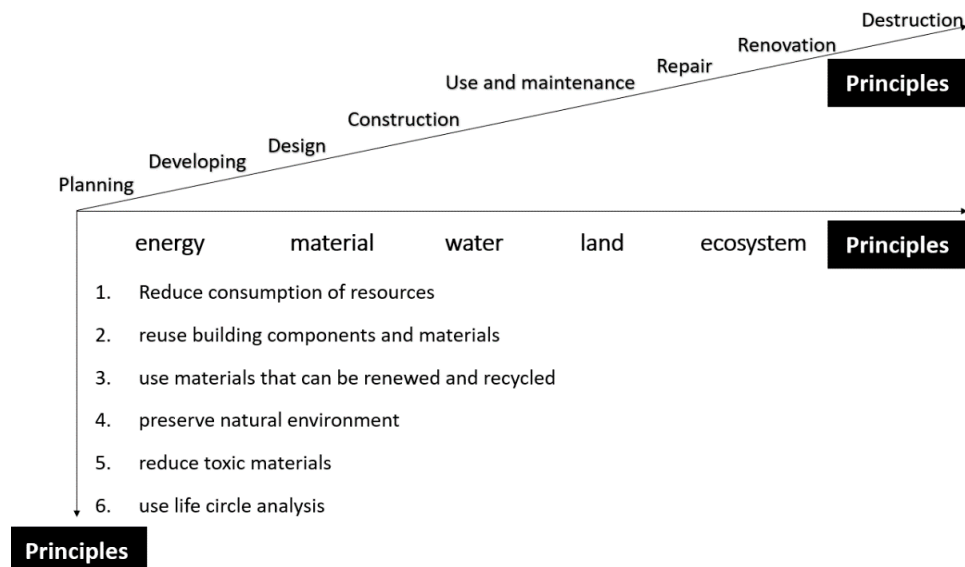 Destruction
Renovation
Principles
Repair
Use and maintenance
Construction
Design
Developing
Planning
energy material water land ecosystem Principles
1. Reduce consumption of resources
2. reuse building components and materials
3. use materials that can be renewed and recycled
4. preserve natural environment
5. reduce toxic materials
6. use life circle analysis
Principles